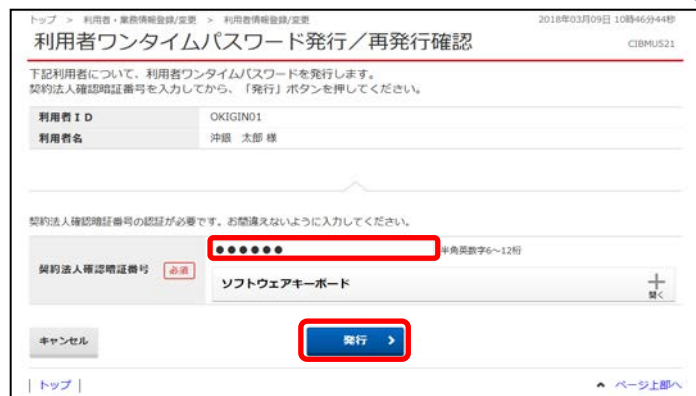 トップ > 利用者・業務情報登録/変更 > 利用者情報登録/変更
2018年03月09日 10時46分44秒
利用者ワンタイムパスワード発行／再発行確認
CIBMU521
下記利用者について、利用者ワンタイムパスワードを発行します。
契約法人確認暗証番号を入力してから、「発行」ボタンを押してください。
利用者ＩＤ OKIGIN01
利用者名 沖銀 太郎 様
契約法人確認暗証番号の認証が必要です。お間違えないように入力してください。
●●●●●● 半角英数字6～12桁
契約法人確認暗証番号 必須
ソフトウェアキーボード 開く
キャンセル 発行
| トップ | ページ上部へ